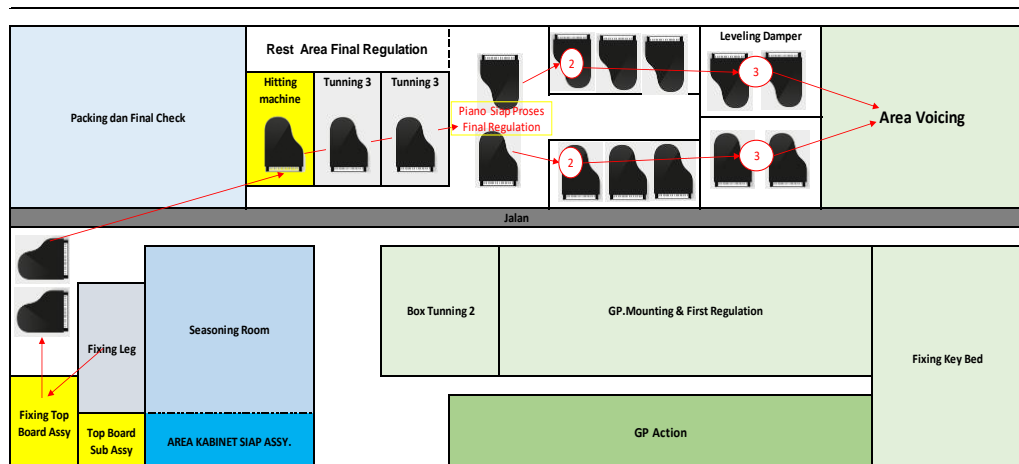 Rest Area Final Regulation
Leveling Damper
Hitting
machine
Tunning 3
Tunning 3
Packing dan Final Check
Piano Siap Proses
Final Regulation
2
3
Area Voicing
2
3
Jalan
Box Tunning 2
GP.Mounting & First Regulation
Seasoning Room
Fixing Leg
Fixing Key Bed
Fixing Top
Board Assy
Top Board
Sub Assy
AREA KABINET SIAP ASSY.
GP Action